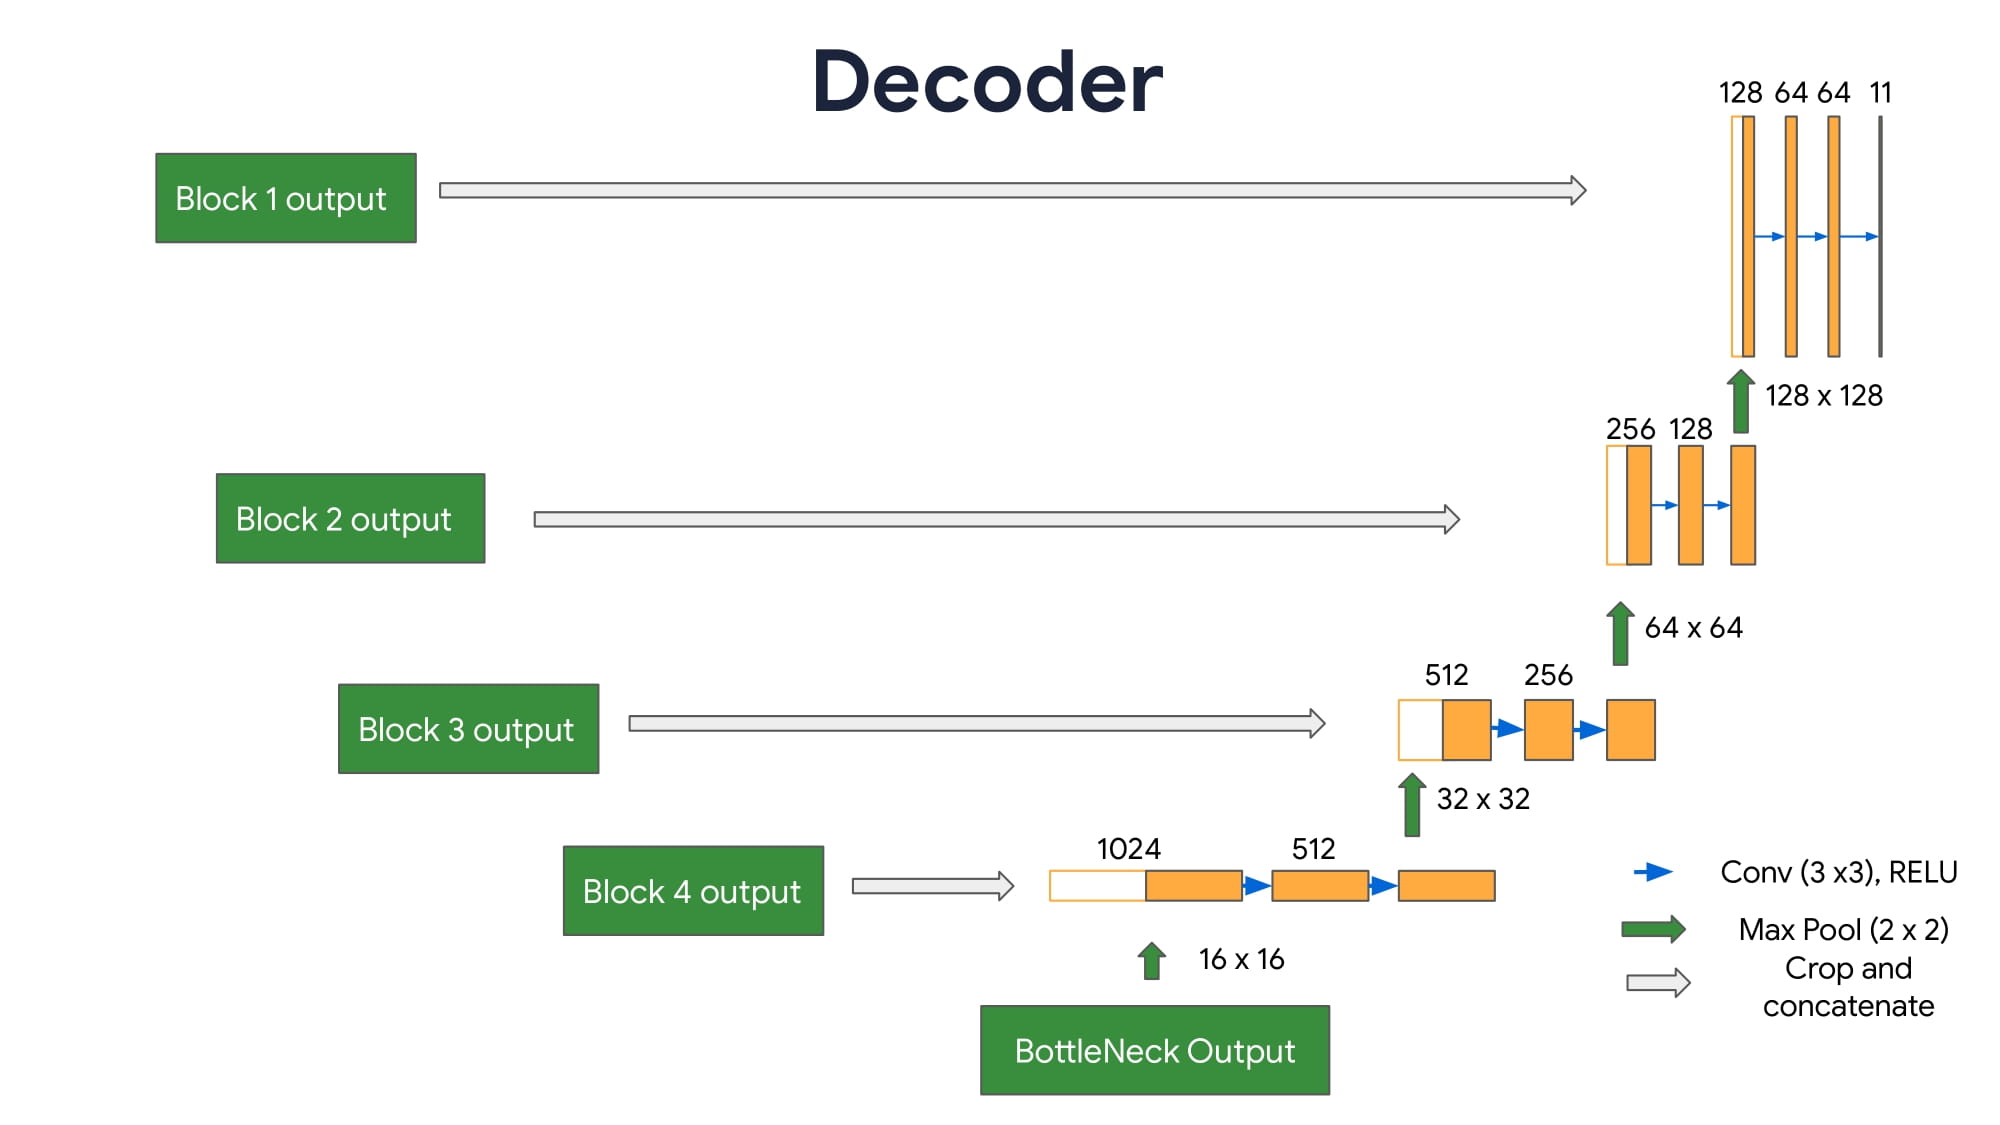 Decoder
128 64 64 11
Block 1 output
128 x 128
256 128
Block 2 output
64 x 64
512 256
Block 3 output
32 x 32
1024 512
Block 4 output
Conv (3 x3), RELU
Max Pool (2 x 2)
Crop and
concatenate
16 x 16
BottleNeck Output